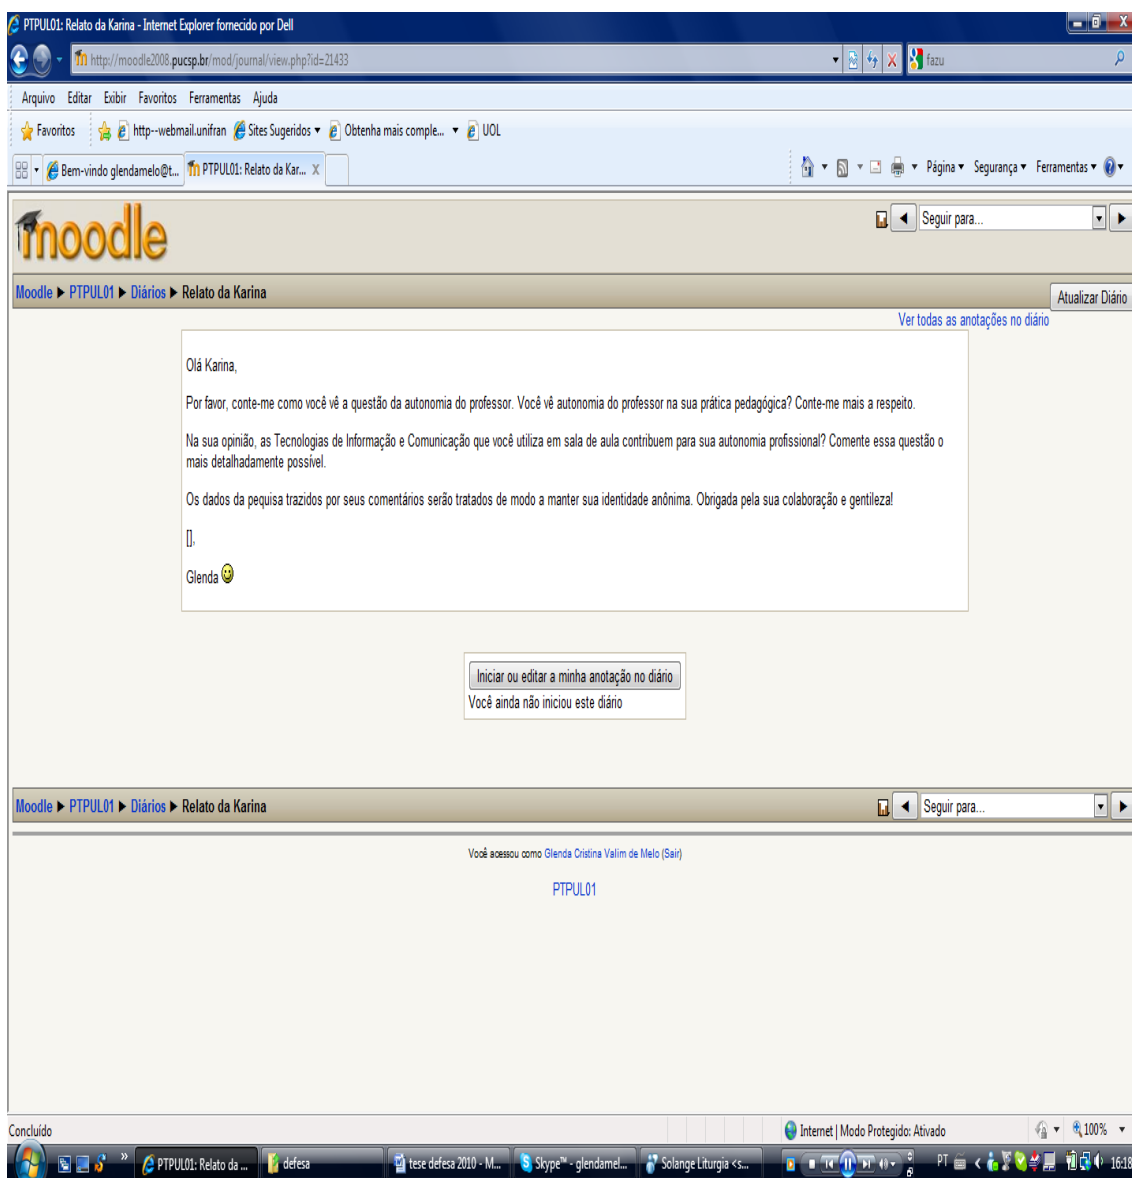 PTPUL01: Relato da Karina - Internet Explorer fornecido por Dell
http://moodle2008.pucsp.br/mod/journal/view.php?id=21433
fazu
Arquivo Editar Exibir Favoritos Ferramentas Ajuda
Favoritos http--webmail.unifran Sites Sugeridos Obtenha mais comple... UOL
Bem-vindo glendamelo@t... PTPUL01: Relato da Kar... X Página Segurança Ferramentas
moodle
Seguir para...
Moodle ► PTPUL01 ► Diários ► Relato da Karina
Atualizar Diário
Ver todas as anotações no diário
Olá Karina,
Por favor, conte-me como você vê a questão da autonomia do professor. Você vê autonomia do professor na sua prática pedagógica? Conte-me mais a respeito.
Na sua opinião, as Tecnologias de Informação e Comunicação que você utiliza em sala de aula contribuem para sua autonomia profissional? Comente essa questão o
mais detalhadamente possível.
Os dados da pequisa trazidos por seus comentários serão tratados de modo a manter sua identidade anônima. Obrigada pela sua colaboração e gentileza!
[],
Glenda
Iniciar ou editar a minha anotação no diário
Você ainda não iniciou este diário
Moodle ► PTPUL01 ► Diários ► Relato da Karina
Seguir para...
Você acessou como Glenda Cristina Valim de Melo (Sair)
PTPUL01
Concluído
Internet | Modo Protegido: Ativado
100%
PTPUL01: Relato da ... defesa tese defesa 2010 - M... Skype™ - glendamel... Solange Liturgia <s... PT 16:18